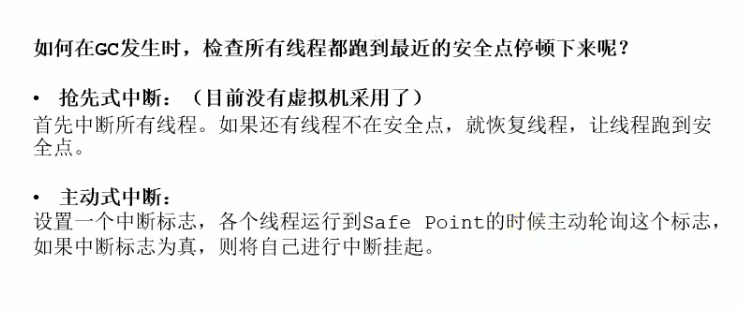 如何在GC发生时，检查所有线程都跑到最近的安全点停顿下来呢？
• 抢先式中断：（目前没有虚拟机采用了）
首先中断所有线程。如果还有线程不在安全点，就恢复线程，让线程跑到安
全点。
• 主动式中断：
设置一个中断标志，各个线程运行到Safe Point的时候主动轮询这个标志，
如果中断标志为真，则将自己进行中断挂起。